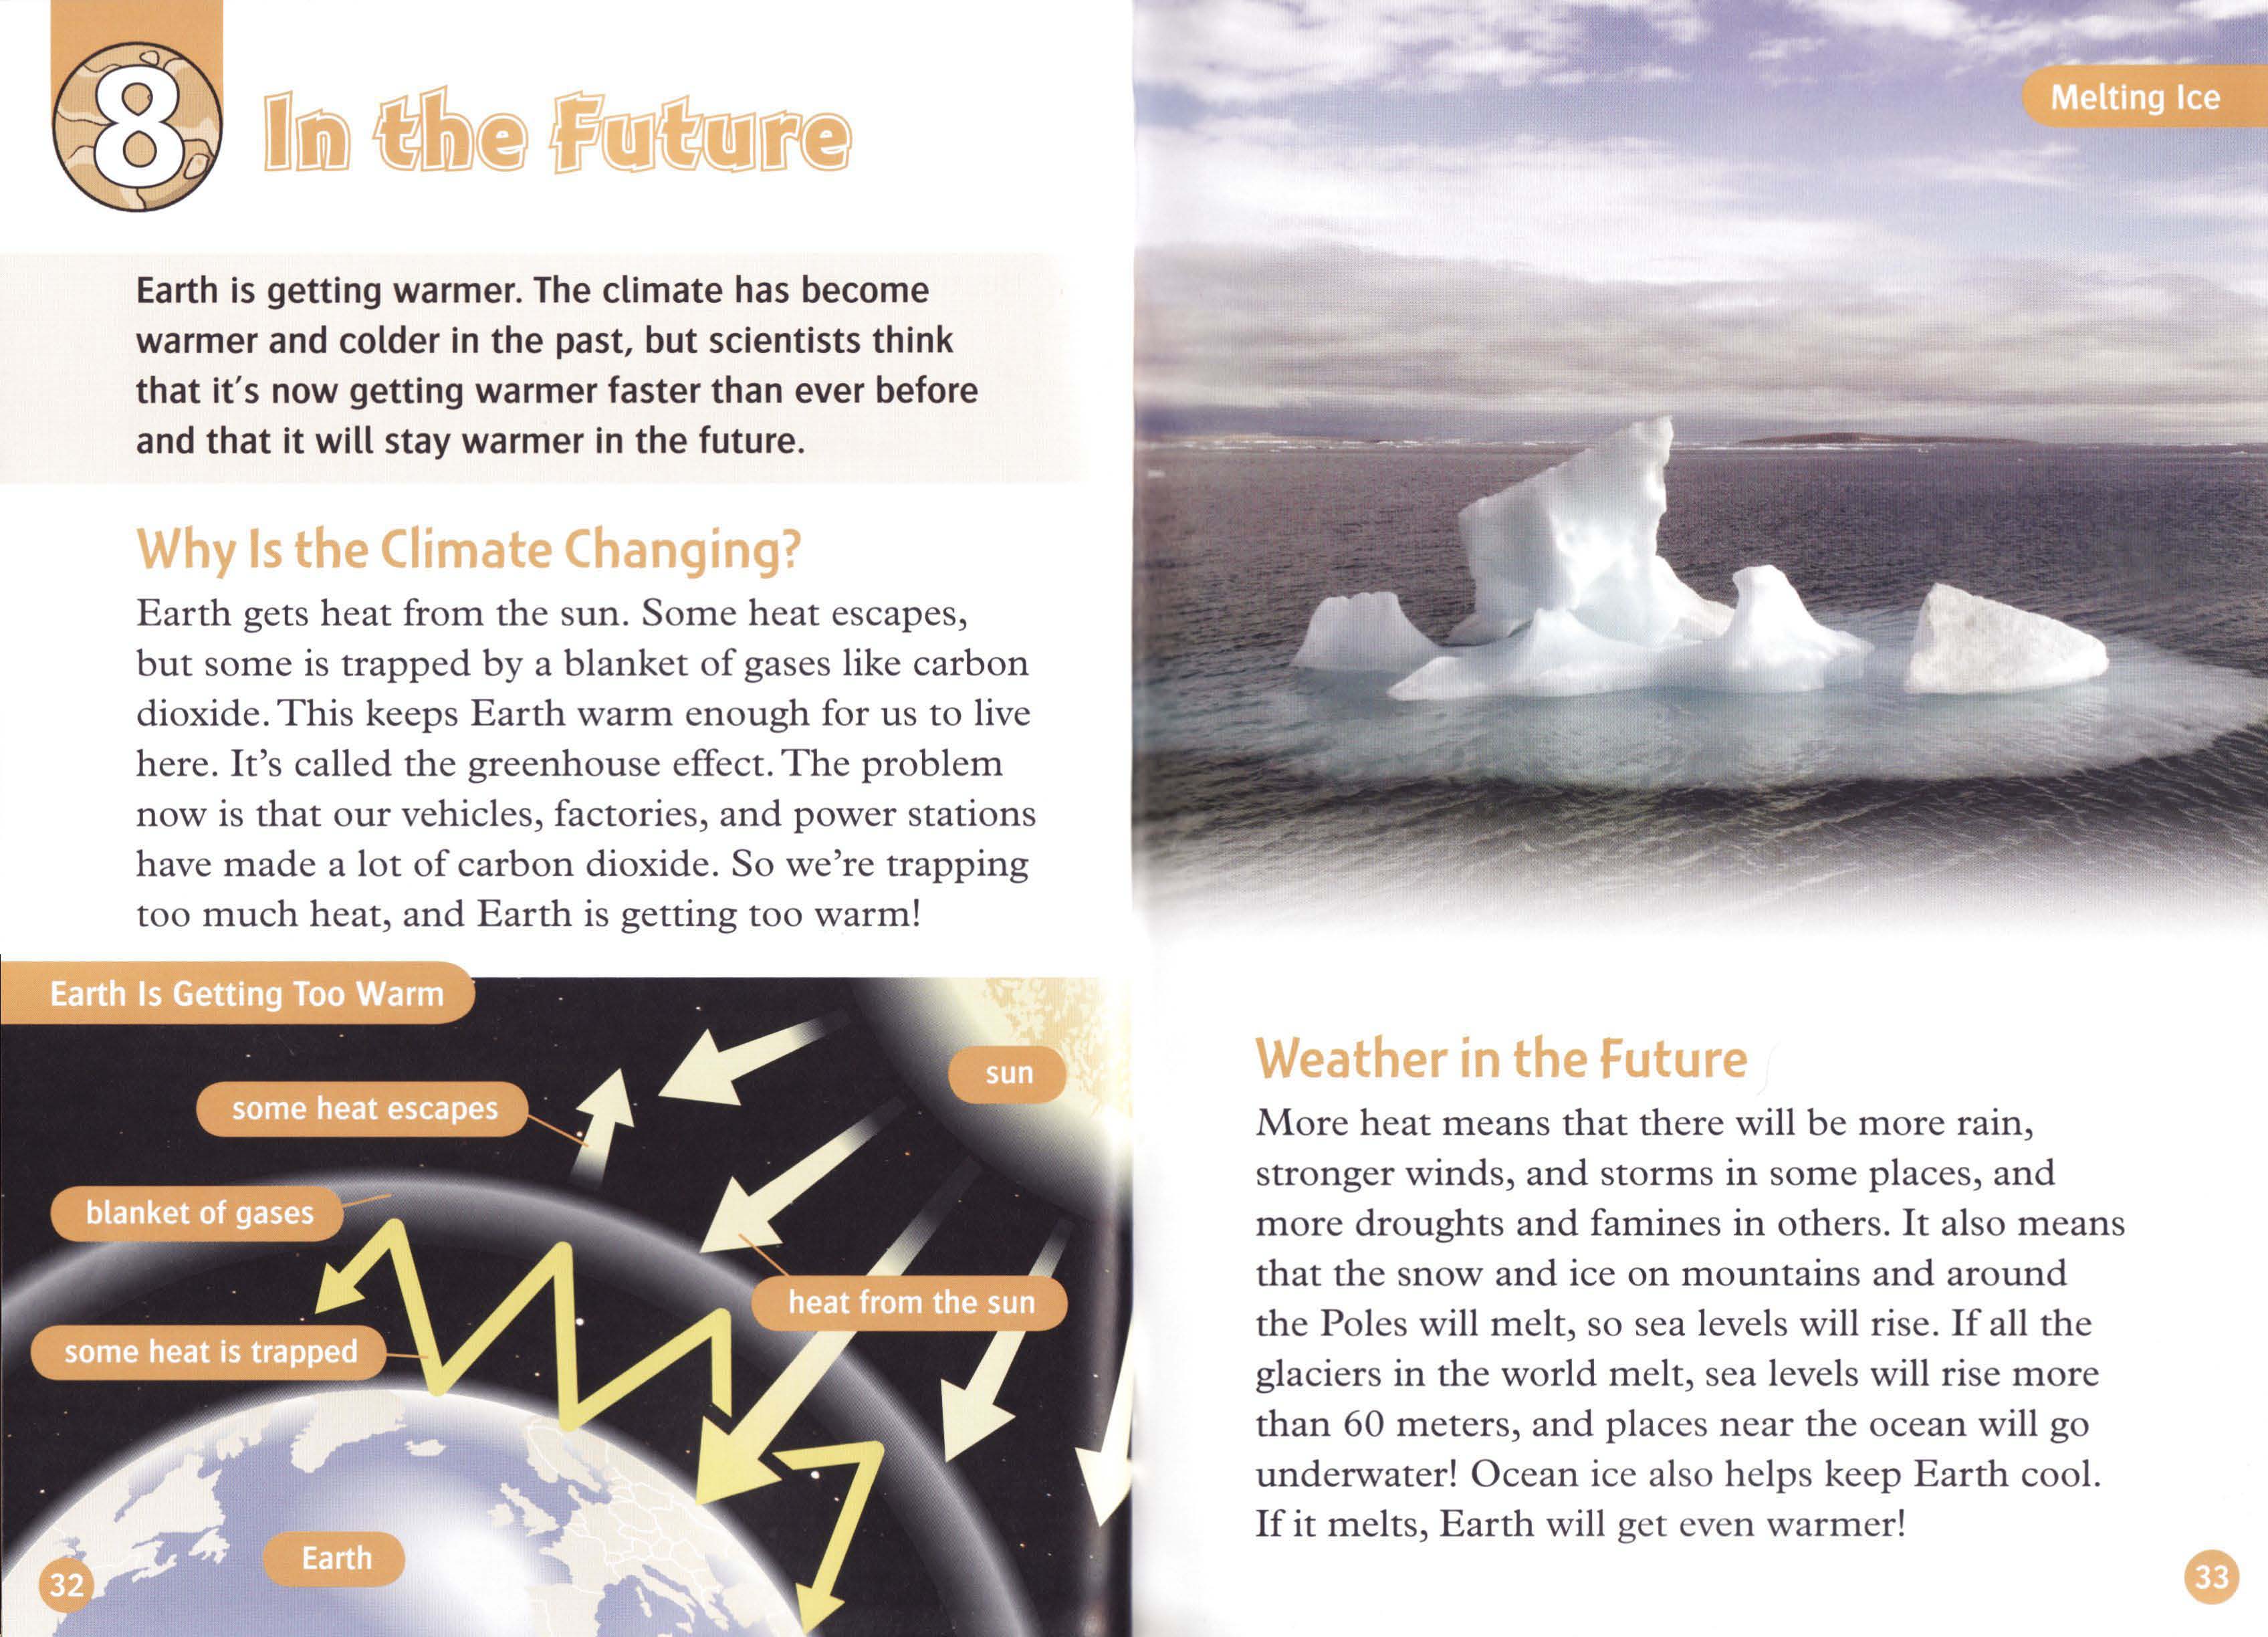 8
In the Future
Earth is getting warmer. The climate has become
warmer and colder in the past, but scientists think
that it's now getting warmer faster than ever before
and that it will stay warmer in the future.
Why Is the Climate Changing?
Earth gets heat from the sun. Some heat escapes,
but some is trapped by a blanket of gases like carbon
dioxide. This keeps Earth warm enough for us to live
here. It's called the greenhouse effect. The problem
now is that our vehicles, factories, and power stations
have made a lot of carbon dioxide. So we're trapping
too much heat, and Earth is getting too warm!
Earth Is Getting Too Warm
sun
some heat escapes
blanket of gases
heat from the sun
some heat is trapped
Earth
32
Melting Ice
Weather in the Future
More heat means that there will be more rain,
stronger winds, and storms in some places, and
more droughts and famines in others. It also means
that the snow and ice on mountains and around
the Poles will melt, so sea levels will rise. If all the
glaciers in the world melt, sea levels will rise more
than 60 meters, and places near the ocean will go
underwater! Ocean ice also helps keep Earth cool.
If it melts, Earth will get even warmer!
33